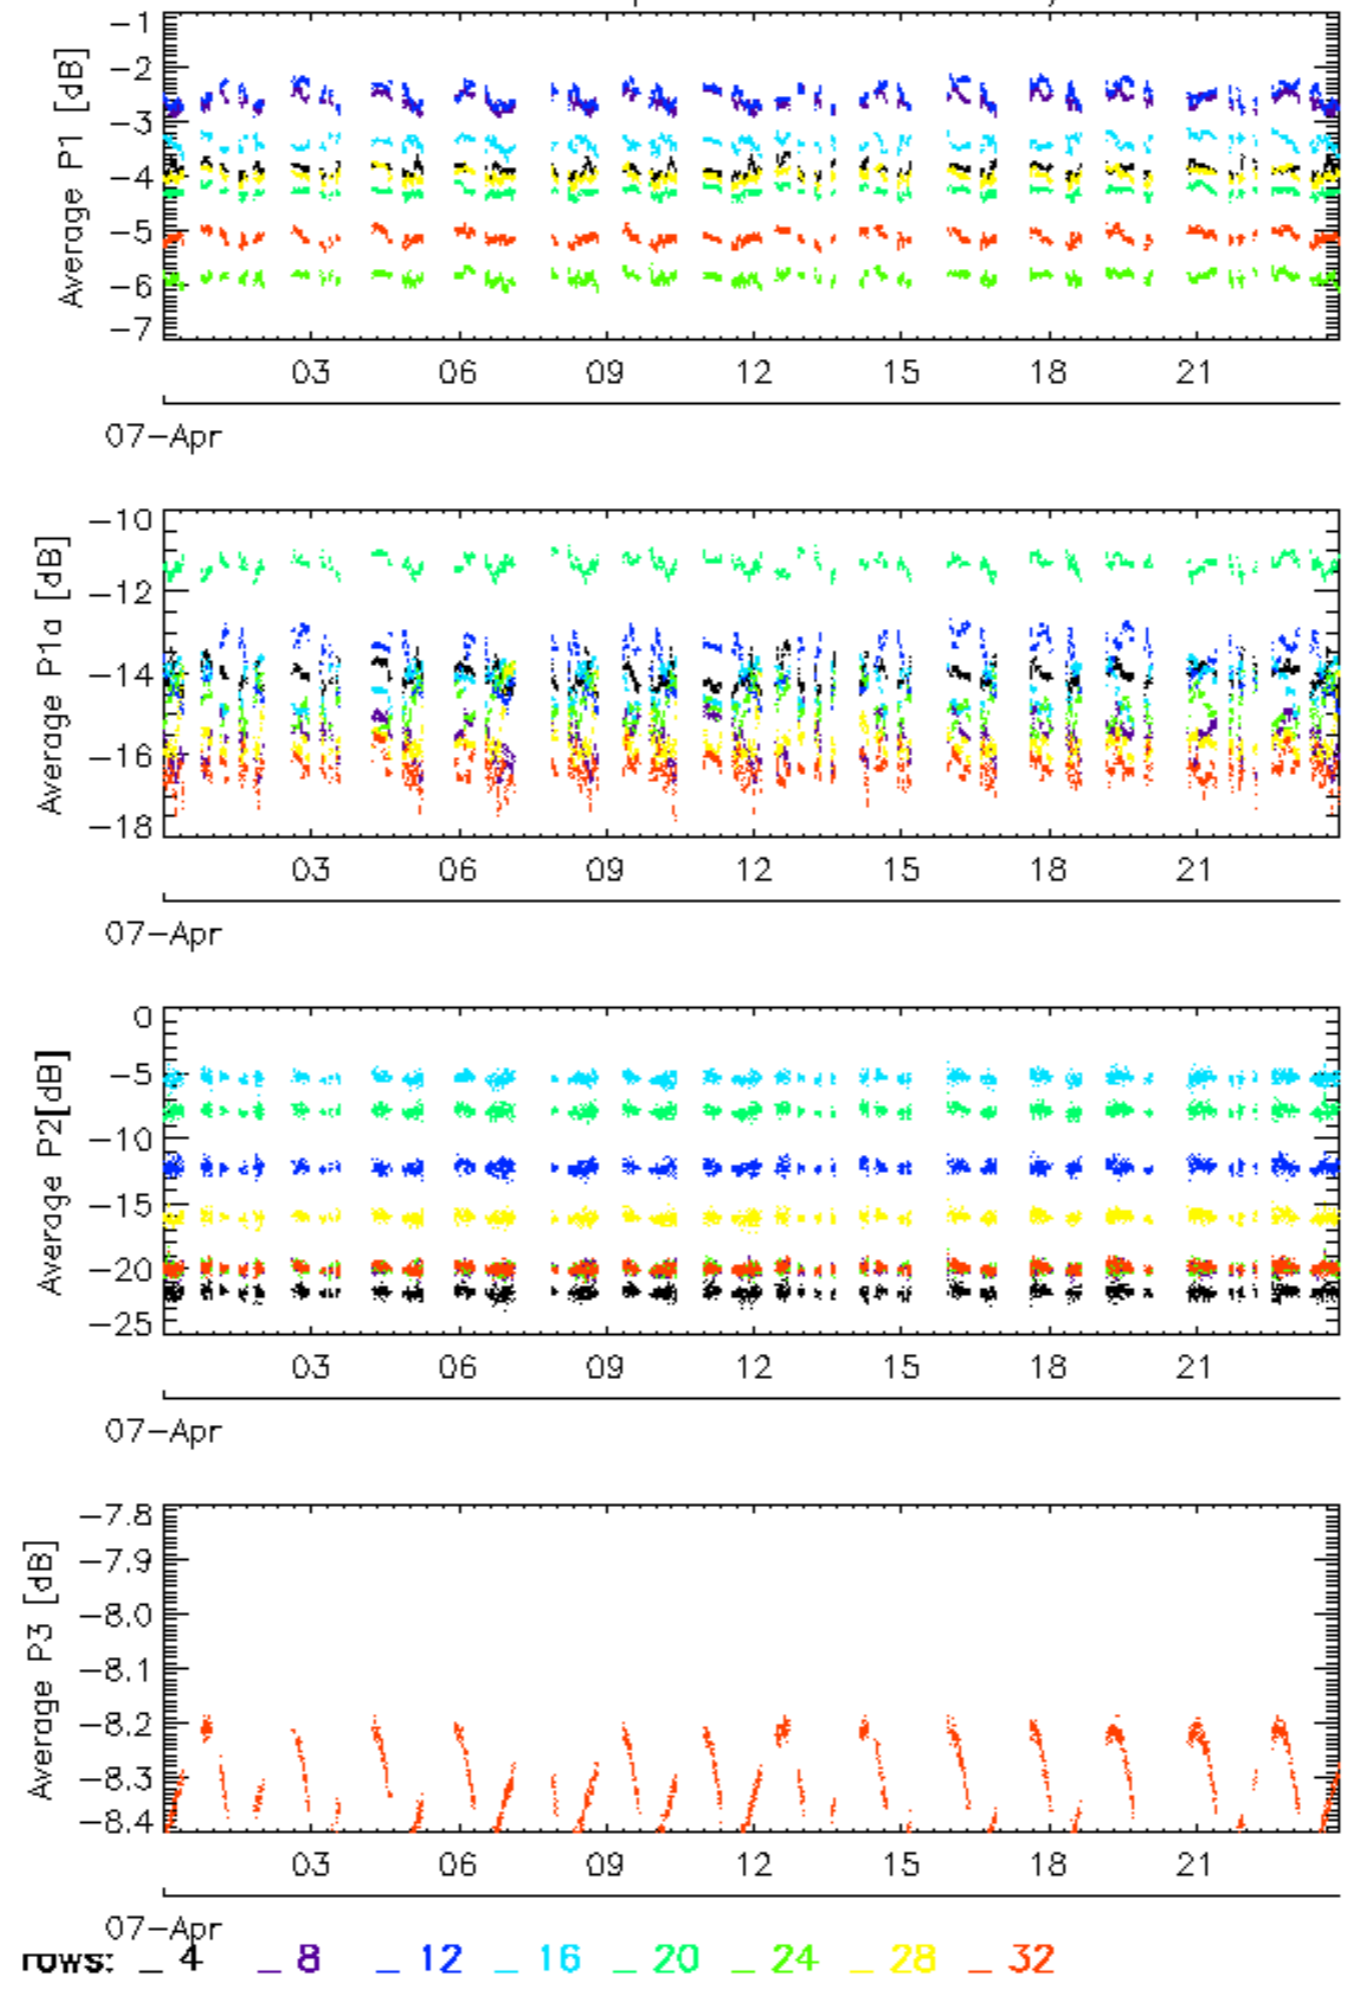 Average P1 [dB]
-1
-2
-3
-4
-5
-6
-7
03 06 09 12 15 18 21
07-Apr
Average P1a [dB]
-10
-12
-14
-16
-18
03 06 09 12 15 18 21
07-Apr
Average P2[dB]
0
-5
-10
-15
-20
-25
03 06 09 12 15 18 21
07-Apr
Average P3 [dB]
-7.8
-7.9
-8.0
-8.1
-8.2
-8.3
-8.4
03 06 09 12 15 18 21
07-Apr
rows: _ 4 _ 8 _ 12 _ 16 _ 20 _ 24 _ 28 _ 32